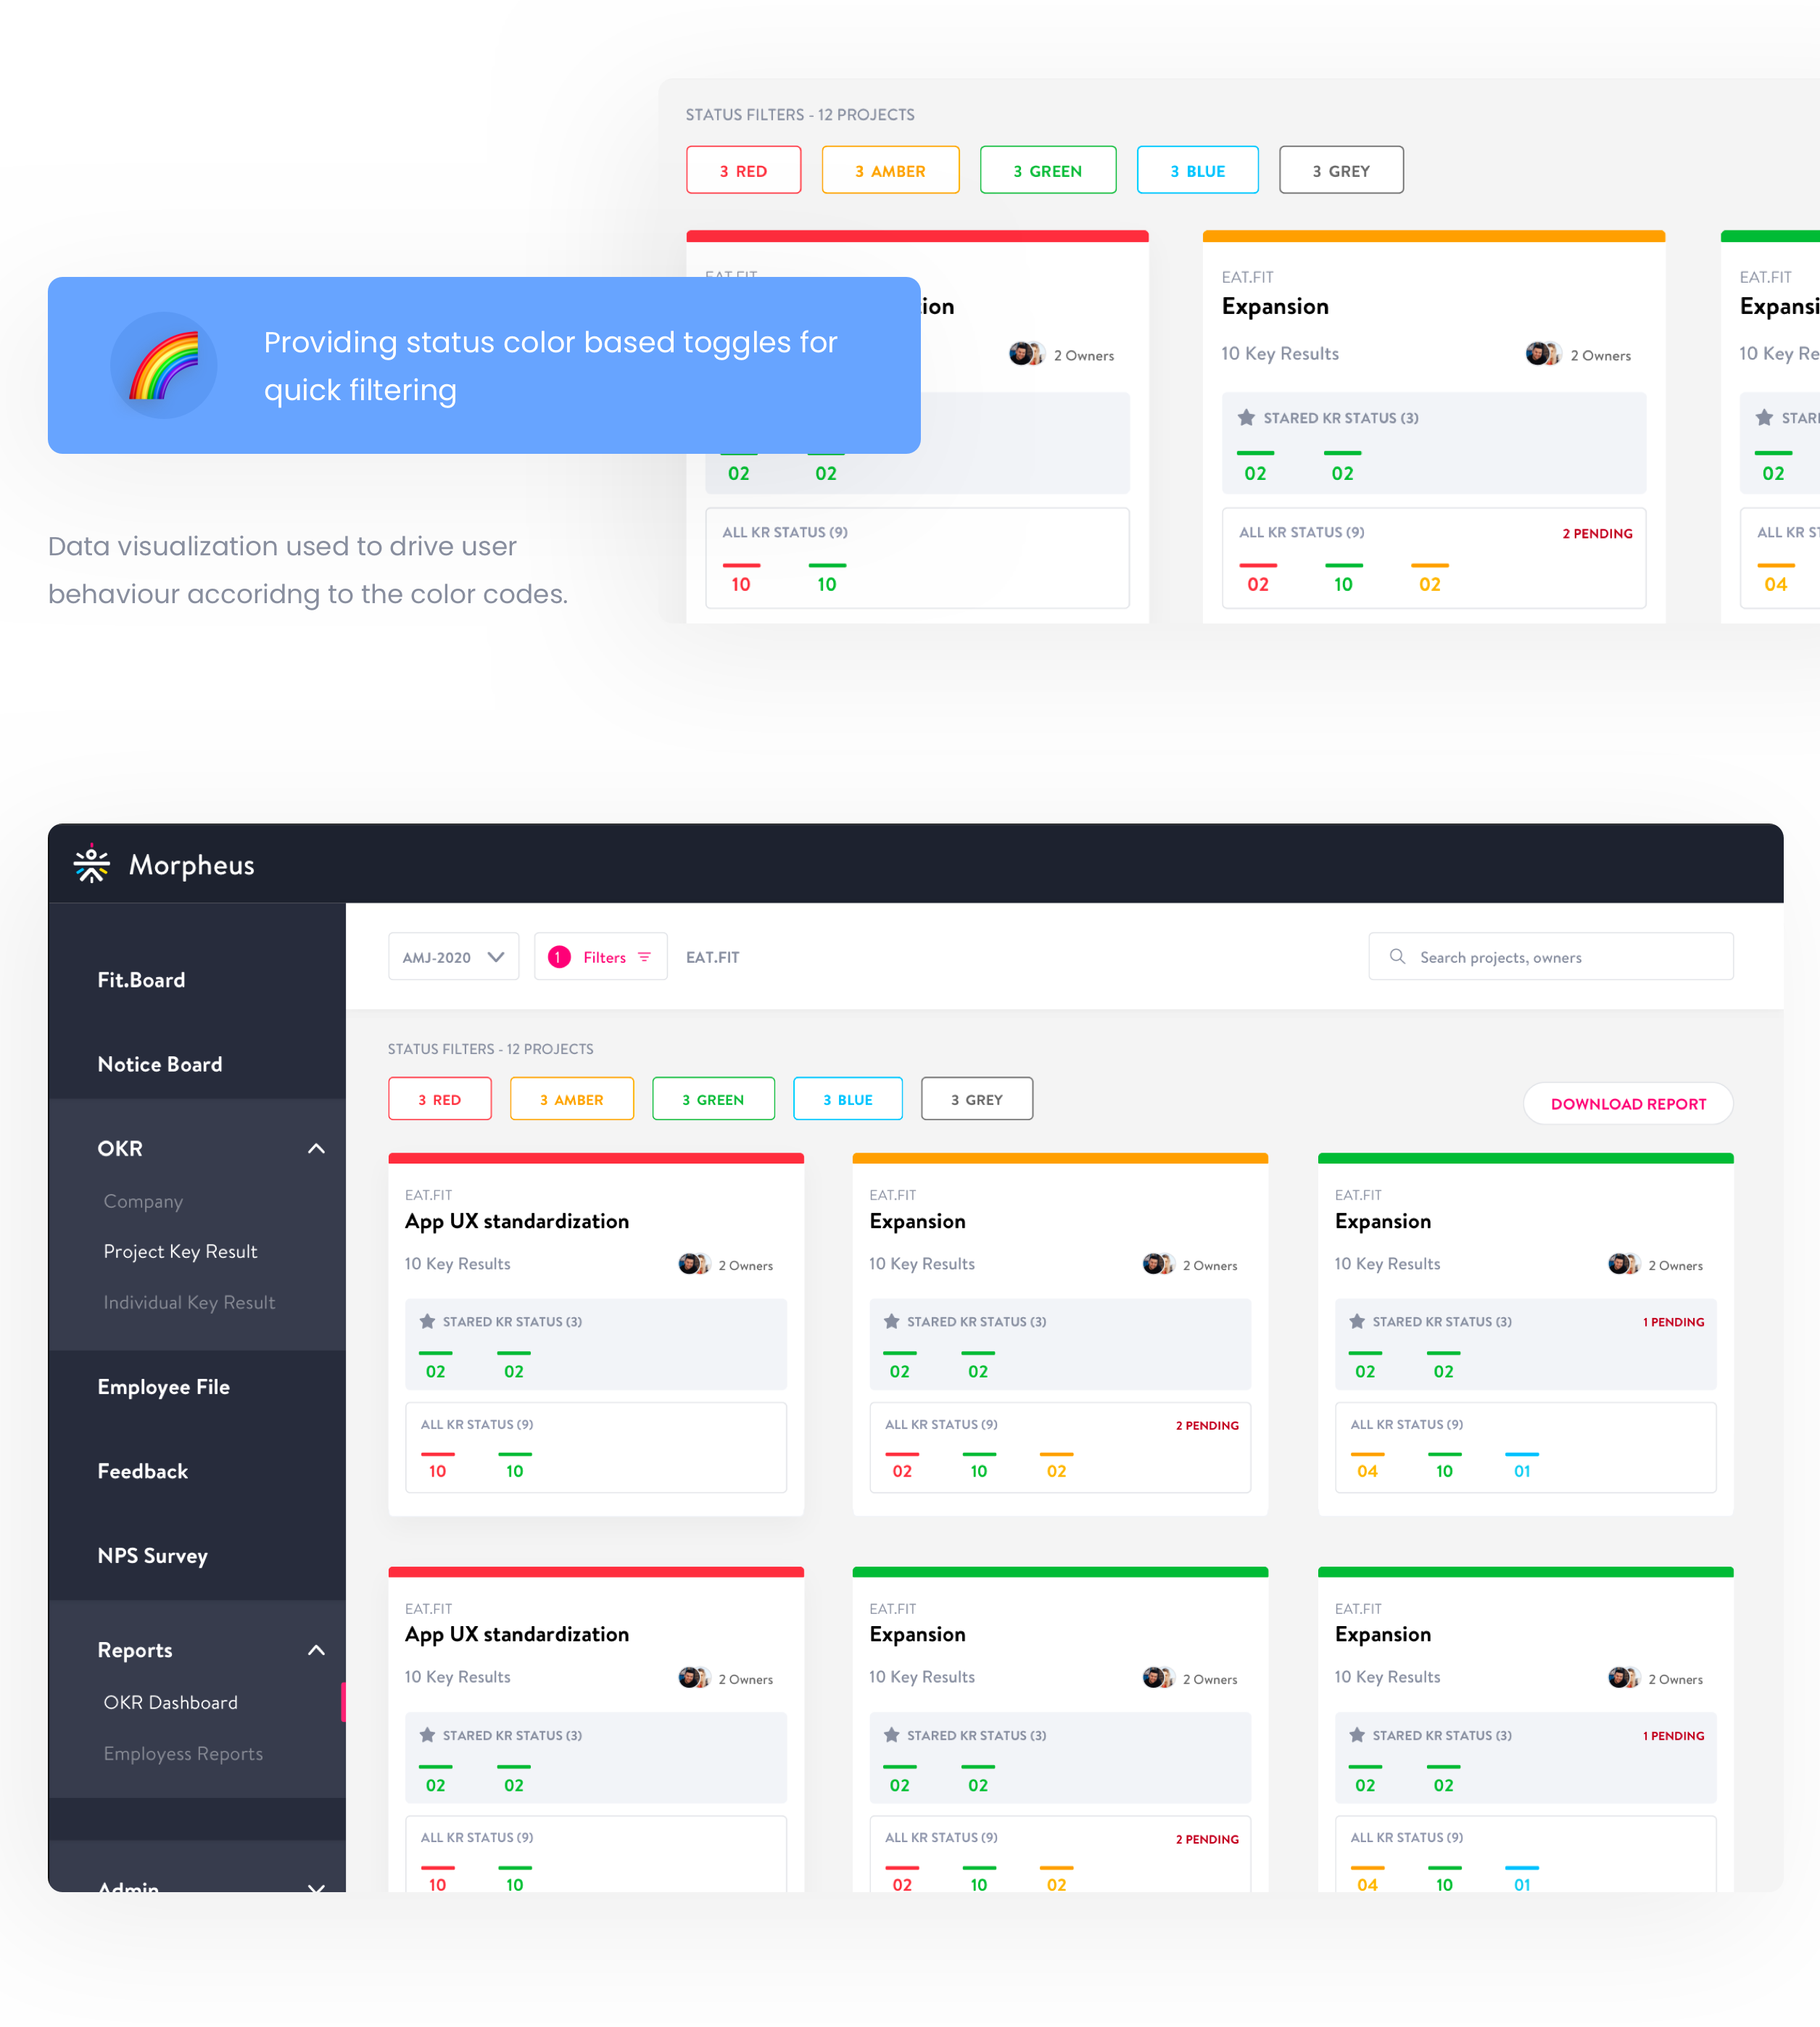 STATUS FILTERS - 12 PROJECTS
3 RED
3 AMBER
3 GREEN
3 BLUE
3 GREY
EAT.FIT
EAT.FIT
EAT.FIT
Expansion
Providing status color based toggles for
quick filtering
2 Owners
10 Key Results
2 Owners
STARED KR STATUS (3)
02
02
02
02
02
ALL KR STATUS (9)
10
10
ALL KR STATUS (9)
2 PENDING
02
10
02
04
Data visualization used to drive user
behaviour accoridng to the color codes.
Morpheus
Fit.Board
Notice Board
OKR
Company
Project Key Result
Individual Key Result
Employee File
Feedback
NPS Survey
Reports
OKR Dashboard
Employess Reports
Admin
AMJ-2020
1 Filters
EAT.FIT
Search projects, owners
STATUS FILTERS - 12 PROJECTS
3 RED
3 AMBER
3 GREEN
3 BLUE
3 GREY
DOWNLOAD REPORT
EAT.FIT
App UX standardization
10 Key Results
2 Owners
STARED KR STATUS (3)
02
02
ALL KR STATUS (9)
10
10
EAT.FIT
Expansion
10 Key Results
2 Owners
STARED KR STATUS (3)
02
02
ALL KR STATUS (9)
2 PENDING
02
10
02
EAT.FIT
Expansion
10 Key Results
2 Owners
STARED KR STATUS (3)
1 PENDING
02
02
ALL KR STATUS (9)
04
10
01
EAT.FIT
App UX standardization
10 Key Results
2 Owners
STARED KR STATUS (3)
02
02
ALL KR STATUS (9)
10
10
EAT.FIT
Expansion
10 Key Results
2 Owners
STARED KR STATUS (3)
02
02
ALL KR STATUS (9)
2 PENDING
02
10
02
EAT.FIT
Expansion
10 Key Results
2 Owners
STARED KR STATUS (3)
1 PENDING
02
02
ALL KR STATUS (9)
04
10
01